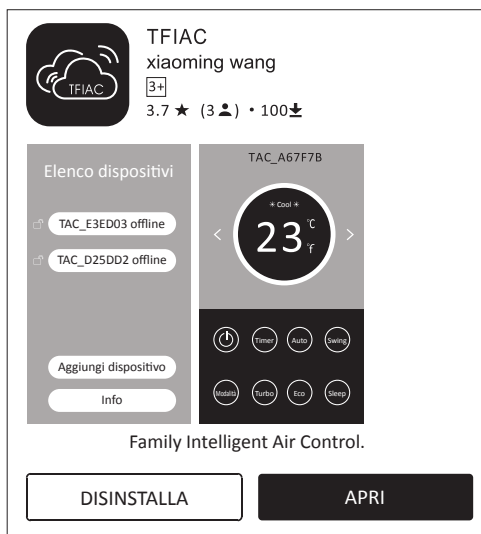 TFIAC
TFIAC
xiaoming wang
3+
3.7 ★ (3) • 100
Elenco dispositivi
TAC_E3ED03 offline
TAC_D25DD2 offline
Aggiungi dispositivo
Info
TAC_A67F7B
✳ Cool ✳
23 °C
°f
< >
Timer Auto Swing
Modalità Turbo Eco Sleep
Family Intelligent Air Control.
DISINSTALLA APRI